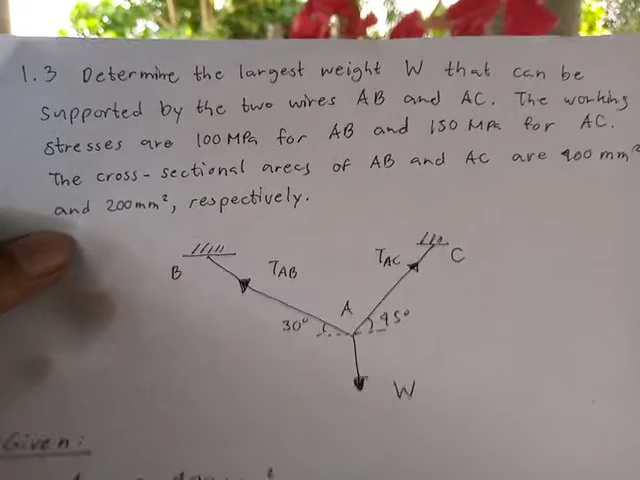 1.3 Determine the largest weight W that can be
supported by the two wires AB and AC. The working
stresses are 100 MPa for AB and 150 MPa for AC.
The cross-sectional areas of AB and AC are 400 mm²
and 200mm², respectively.
B
TAB
TAC
C
A
30°
45°
W
Given: